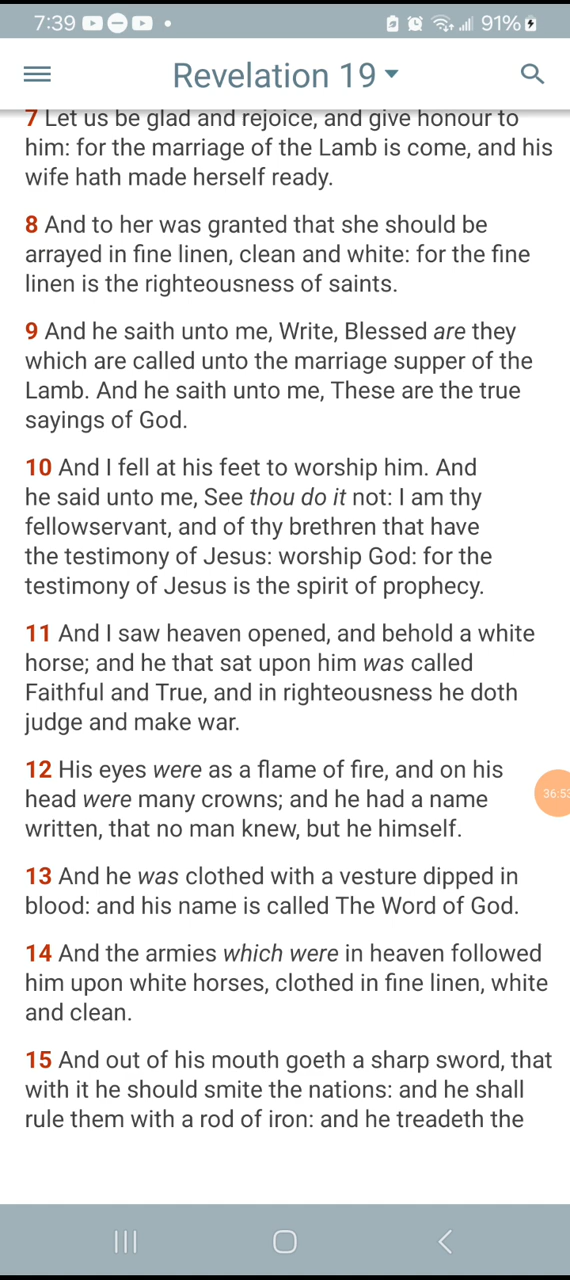 7:39
91%
Revelation 19
7 Let us be glad and rejoice, and give honour to
him: for the marriage of the Lamb is come, and his
wife hath made herself ready.
8 And to her was granted that she should be
arrayed in fine linen, clean and white: for the fine
linen is the righteousness of saints.
9 And he saith unto me, Write, Blessed are they
which are called unto the marriage supper of the
Lamb. And he saith unto me, These are the true
sayings of God.
10 And I fell at his feet to worship him. And
he said unto me, See thou do it not: I am thy
fellowservant, and of thy brethren that have
the testimony of Jesus: worship God: for the
testimony of Jesus is the spirit of prophecy.
11 And I saw heaven opened, and behold a white
horse; and he that sat upon him was called
Faithful and True, and in righteousness he doth
judge and make war.
12 His eyes were as a flame of fire, and on his
head were many crowns; and he had a name
36:53
written, that no man knew, but he himself.
13 And he was clothed with a vesture dipped in
blood: and his name is called The Word of God.
14 And the armies which were in heaven followed
him upon white horses, clothed in fine linen, white
and clean.
15 And out of his mouth goeth a sharp sword, that
with it he should smite the nations: and he shall
rule them with a rod of iron: and he treadeth the